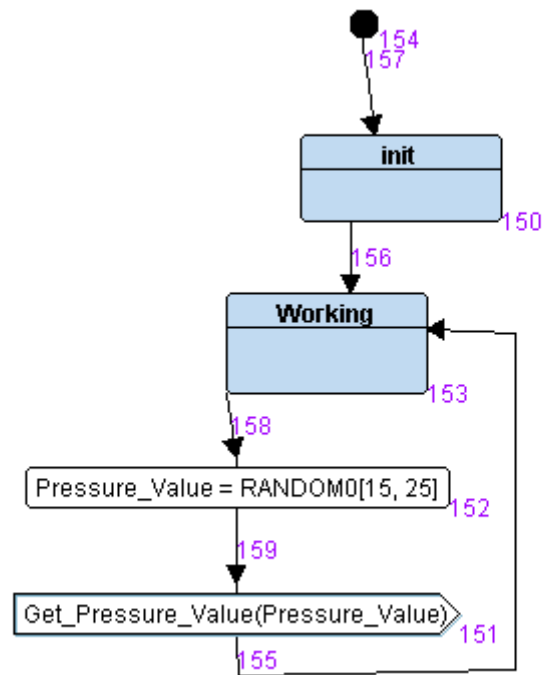 154
157
init
150
156
Working
153
158
Pressure_Value = RANDOM0[15, 25]
152
159
Get_Pressure_Value(Pressure_Value)
151
155